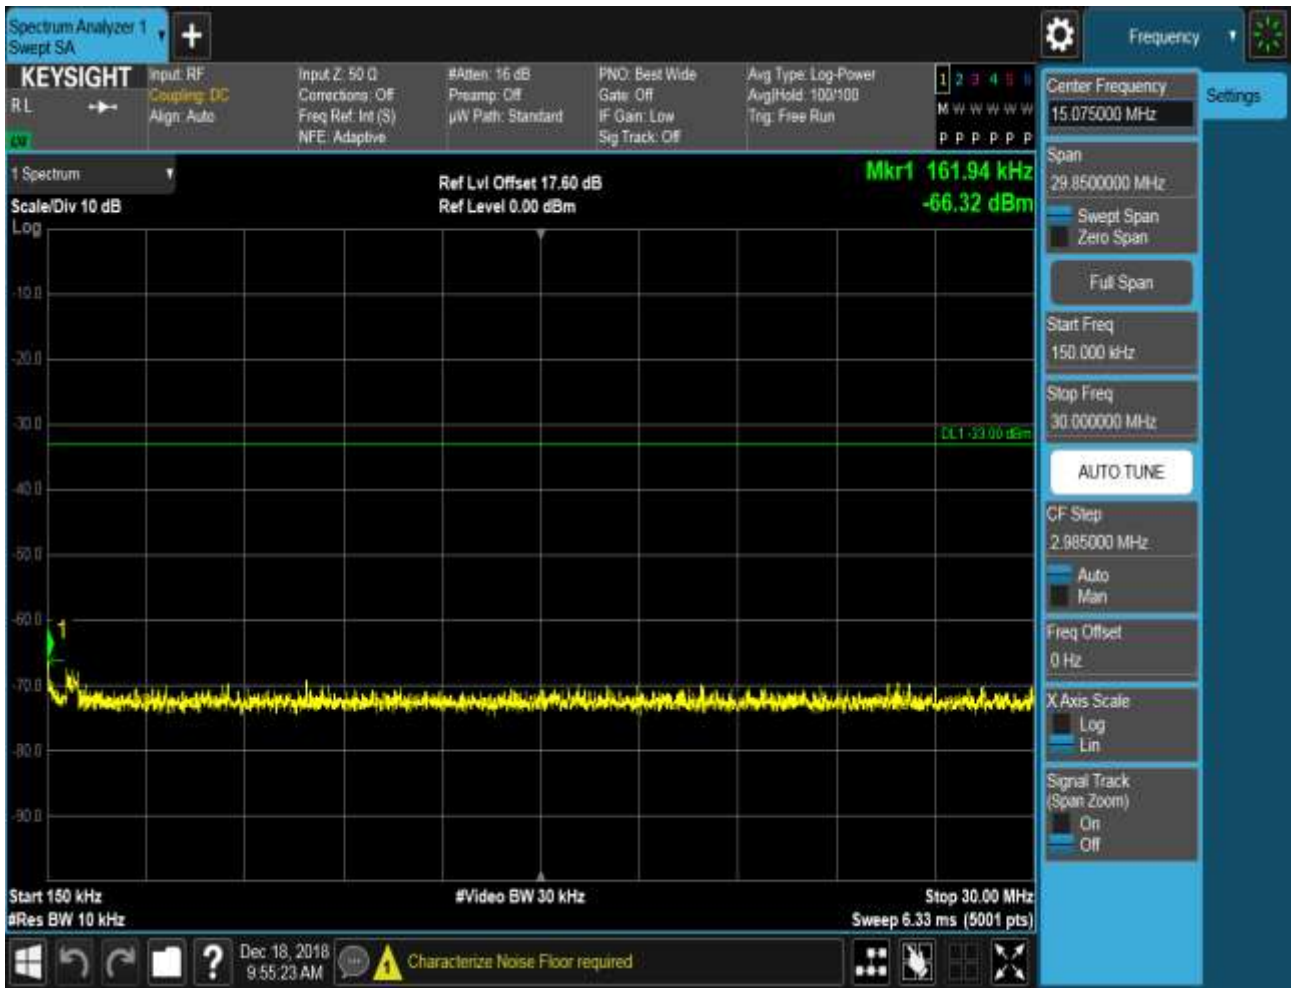 Spectrum Analyzer 1
Swept SA
Frequency
KEYSIGHT
RL
Input: RF
Coupling: DC
Align: Auto
Input Z: 50 Ω
Corrections: Off
Freq Ref: Int (S)
NFE: Adaptive
#Atten: 16 dB
Preamp: Off
µW Path: Standard
PNO: Best Wide
Gate: Off
IF Gain: Low
Sig Track: Off
Avg Type: Log-Power
Avg|Hold: 100/100
Trig: Free Run
1 2 3 4 5 6
M W W W W W
P P P P P P
1 Spectrum
Scale/Div 10 dB
Ref Lvl Offset 17.60 dB
Ref Level 0.00 dBm
Mkr1 161.94 kHz
-66.32 dBm
Log
-10.0
-20.0
-30.0
DL1 -33.00 dBm
-40.0
-50.0
-60.0
1
-70.0
-80.0
-90.0
Start 150 kHz
#Video BW 30 kHz
Stop 30.00 MHz
#Res BW 10 kHz
Sweep 6.33 ms (5001 pts)
Dec 18, 2018
9:55:23 AM
Characterize Noise Floor required
Center Frequency
15.075000 MHz
Settings
Span
29.8500000 MHz
Swept Span
Zero Span
Full Span
Start Freq
150.000 kHz
Stop Freq
30.000000 MHz
AUTO TUNE
CF Step
2.985000 MHz
Auto
Man
Freq Offset
0 Hz
X Axis Scale
Log
Lin
Signal Track
(Span Zoom)
On
Off